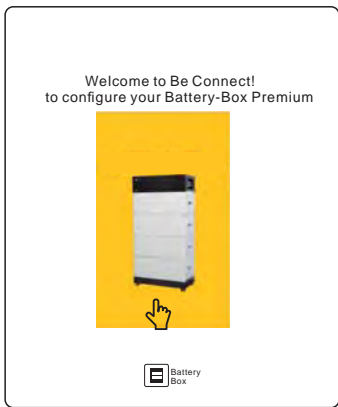 Welcome to Be Connect!
to configure your Battery-Box Premium
Battery
Box